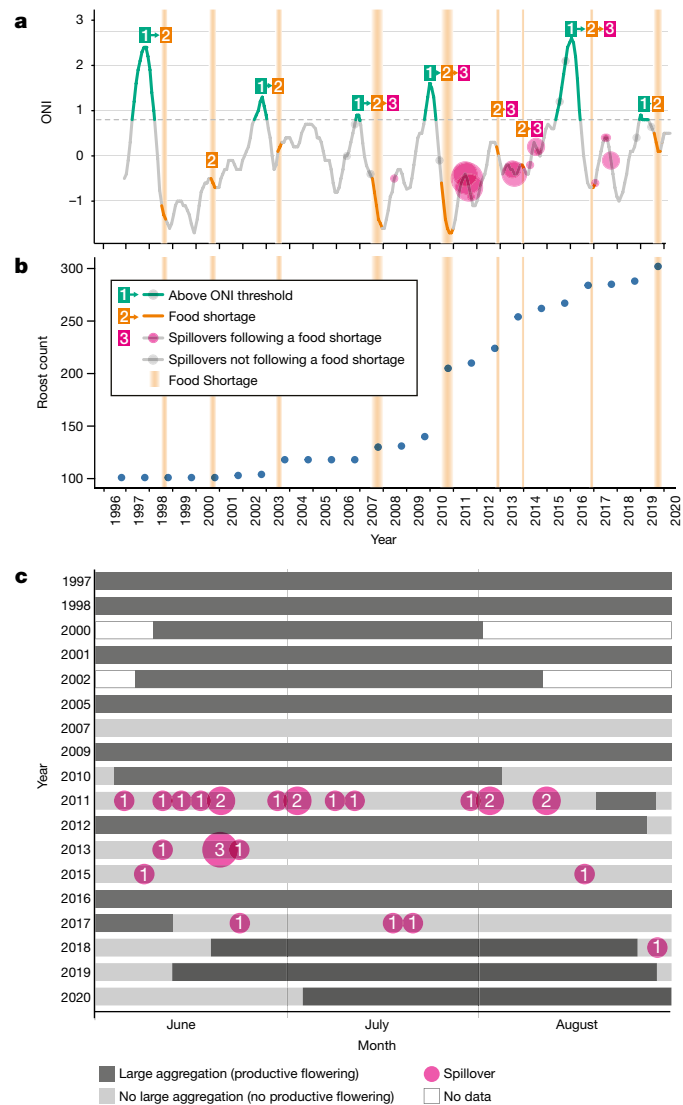 a
3
2
1
0
−1
ONI
1 2
2
1 2
1 2 3
1 2 3
2 3
2 3
1 2 3
1 2
b
300
250
200
150
100
Roost count
1 Above ONI threshold
2 Food shortage
3 Spillovers following a food shortage
Spillovers not following a food shortage
Food Shortage
1996 1997 1998 1999 2000 2001 2002 2003 2004 2005 2006 2007 2008 2009 2010 2011 2012 2013 2014 2015 2016 2017 2018 2019 2020
Year
c
Year
1997
1998
2000
2001
2002
2005
2007
2009
2010
2011 1 1 1 1 2 1 2 1 1 1 2 2
2012
2013 1 3 1
2015 1 1
2016
2017 1 1 1
2018 1
2019
2020
June July August
Month
Large aggregation (productive flowering) Spillover
No large aggregation (no productive flowering) No data